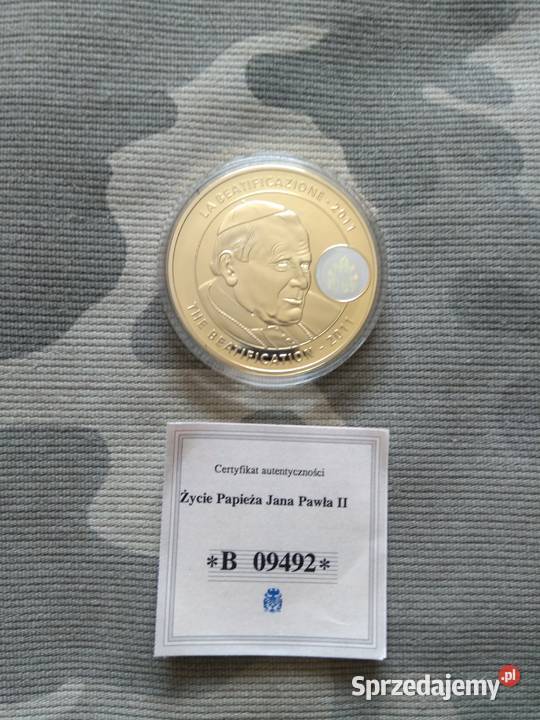 LA BEATIFICAZIONE · 2011
THE BEATIFICATION - 2011
Certyfikat autentyczności
Życie Papieża Jana Pawła II
*B 09492*
Sprzedajemy.pl